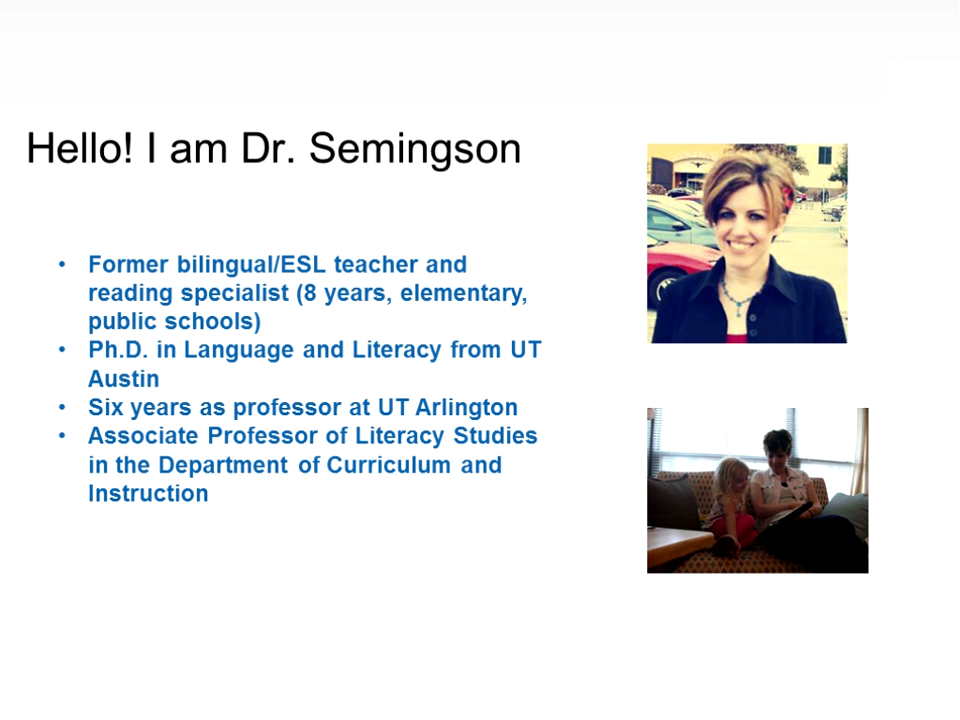 Hello! I am Dr. Semingson
• Former bilingual/ESL teacher and
reading specialist (8 years, elementary,
public schools)
• Ph.D. in Language and Literacy from UT
Austin
• Six years as professor at UT Arlington
• Associate Professor of Literacy Studies
in the Department of Curriculum and
Instruction